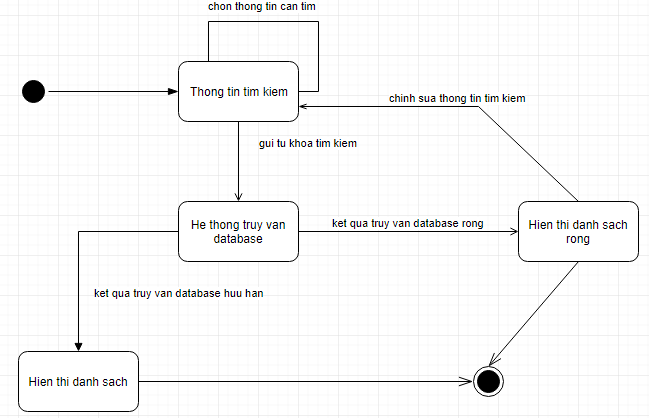 chon thong tin can tim
Thong tin tim kiem
chinh sua thong tin tim kiem
gui tu khoa tim kiem
He thong truy van
database
ket qua truy van database rong
Hien thi danh sach
rong
ket qua truy van database huu han
Hien thi danh sach